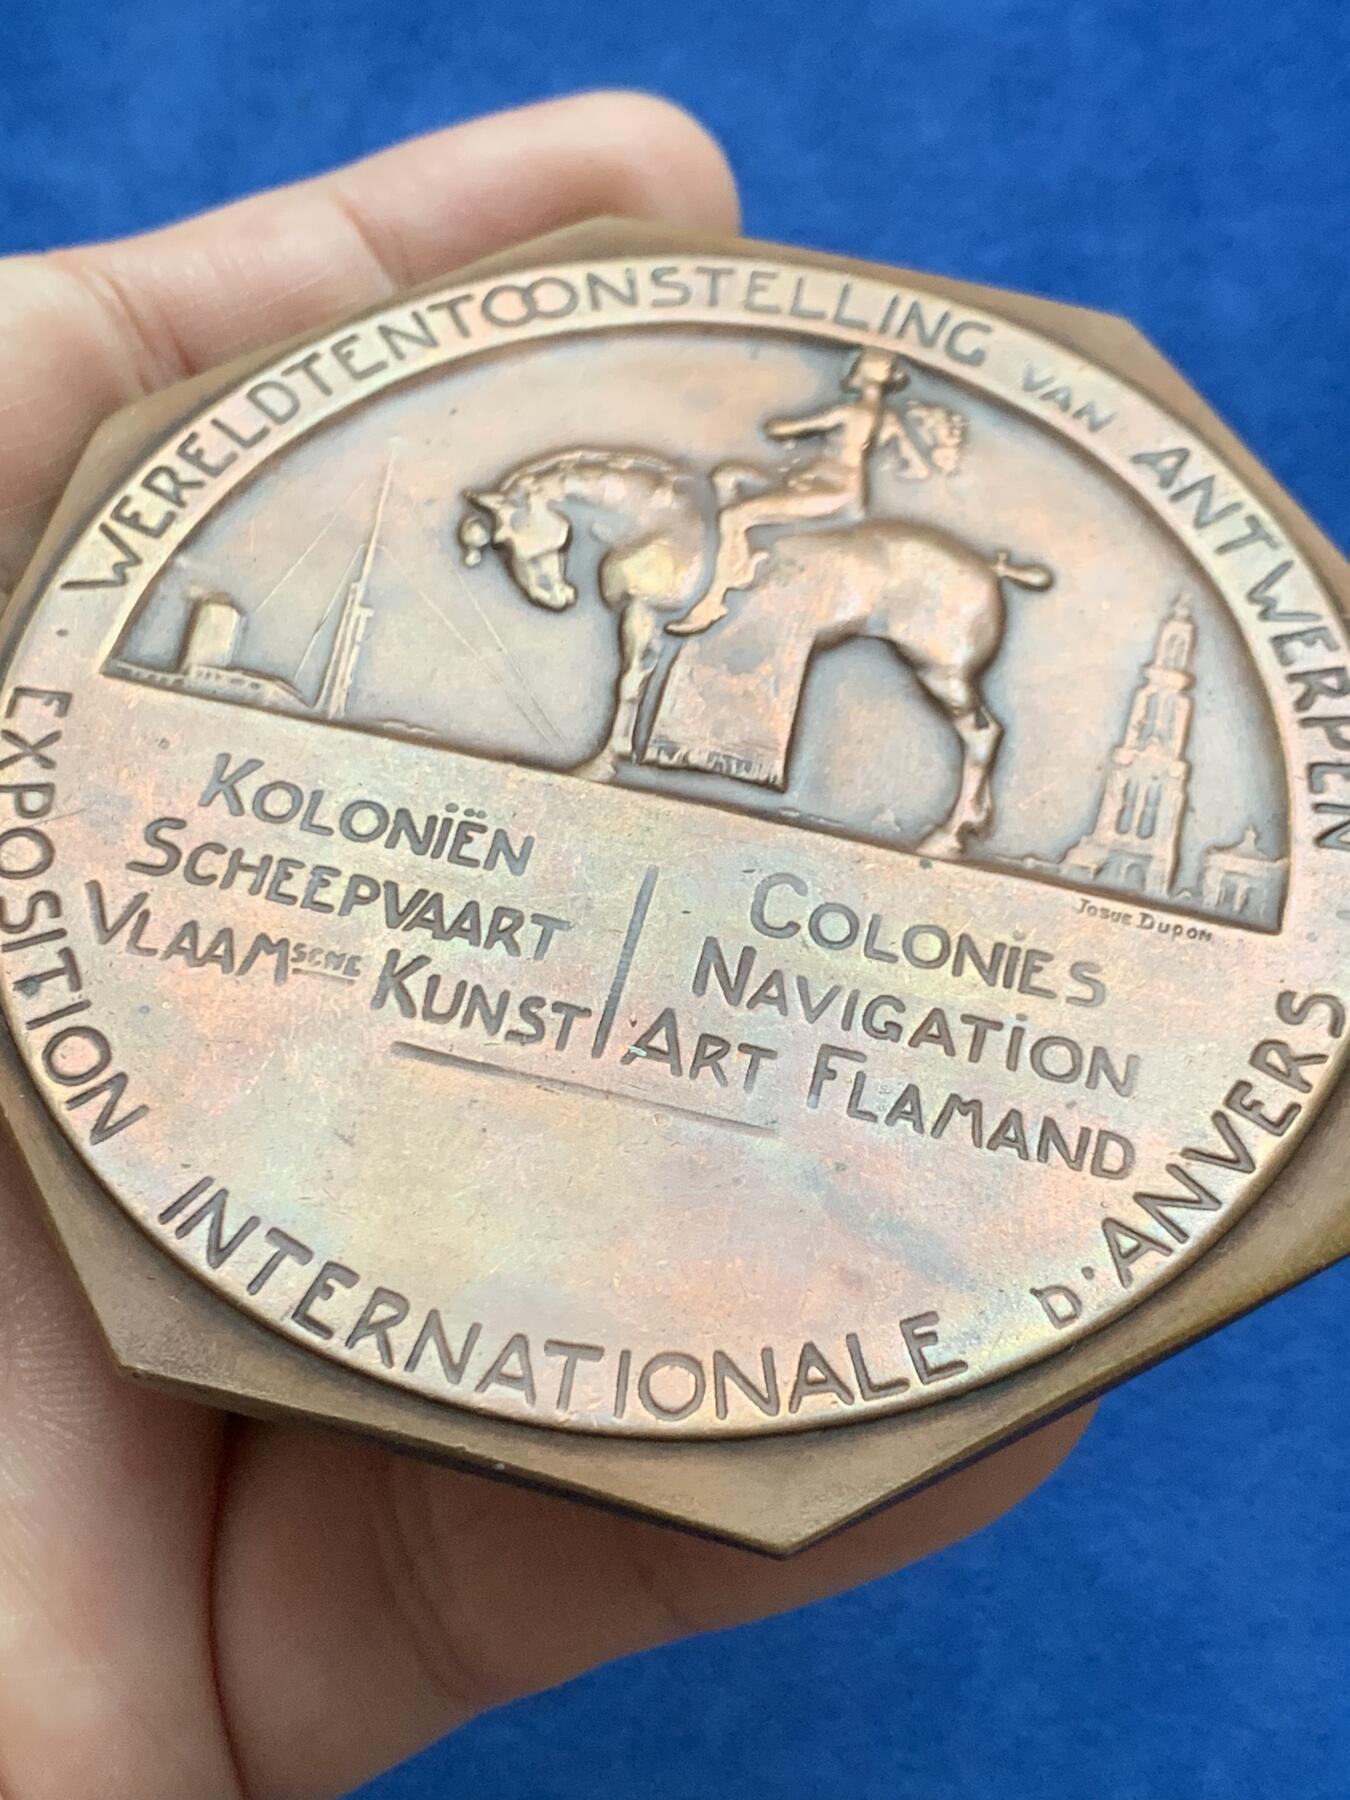 WERELDTENTOONSTELLING VAN ANTWERPEN
Josue Dupon
KOLONIËN
SCHEEPVAART
VLAAMSCHE KUNST
COLONIES
NAVIGATION
ART FLAMAND
EXPOSITION INTERNATIONALE D'ANVERS